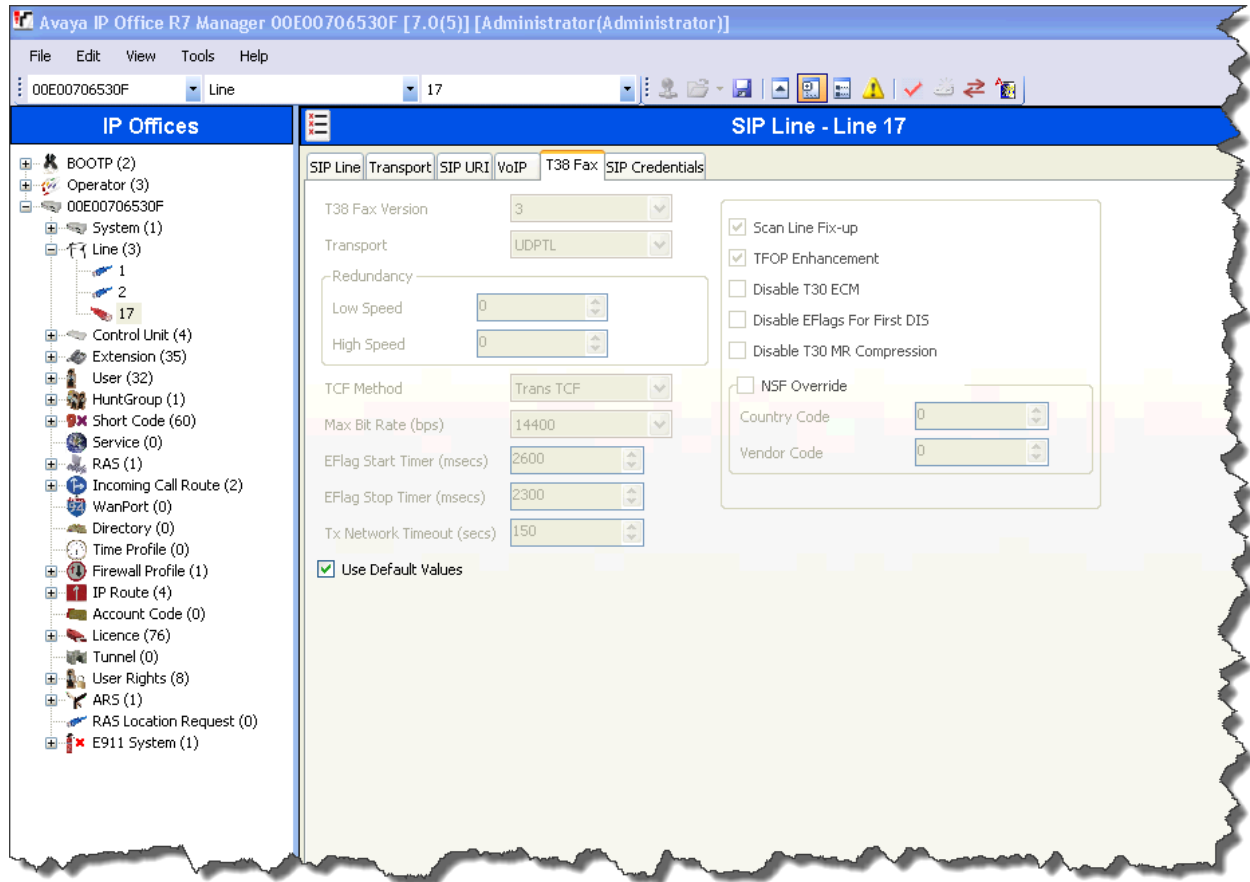 Avaya IP Office R7 Manager 00E00706530F [7.0(5)] [Administrator(Administrator)]
File Edit View Tools Help
00E00706530F Line 17
IP Offices
BOOTP (2)
Operator (3)
00E00706530F
System (1)
Line (3)
1
2
17
Control Unit (4)
Extension (35)
User (32)
HuntGroup (1)
Short Code (60)
Service (0)
RAS (1)
Incoming Call Route (2)
WanPort (0)
Directory (0)
Time Profile (0)
Firewall Profile (1)
IP Route (4)
Account Code (0)
Licence (76)
Tunnel (0)
User Rights (8)
ARS (1)
RAS Location Request (0)
E911 System (1)
SIP Line - Line 17
SIP Line Transport SIP URI VoIP T38 Fax SIP Credentials
T38 Fax Version 3
Transport UDPTL
Redundancy
Low Speed 0
High Speed 0
TCF Method Trans TCF
Max Bit Rate (bps) 14400
EFlag Start Timer (msecs) 2600
EFlag Stop Timer (msecs) 2300
Tx Network Timeout (secs) 150
Use Default Values
Scan Line Fix-up
TFOP Enhancement
Disable T30 ECM
Disable EFlags For First DIS
Disable T30 MR Compression
NSF Override
Country Code 0
Vendor Code 0